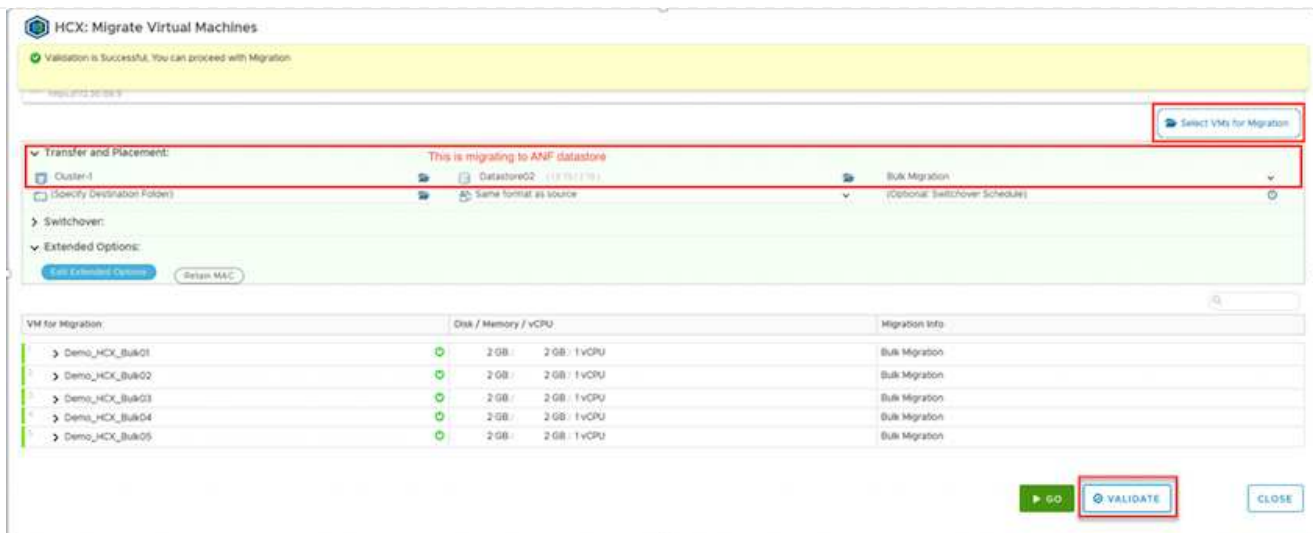 HCX: Migrate Virtual Machines
Validation is Successful, You can proceed with Migration
Select VMs for Migration
Transfer and Placement:
This is migrating to ANF datastore
Cluster-1 Datastore02 Bulk Migration
(Specify Destination Folder) Same format as source (Optional: Switchover Schedule)
Switchover:
Extended Options:
Edit Extended Options Retain MAC
VM for Migration Disk / Memory / vCPU Migration Info
1 Demo_HCX_Bulk01 2 GB / 2 GB / 1 vCPU Bulk Migration
2 Demo_HCX_Bulk02 2 GB / 2 GB / 1 vCPU Bulk Migration
3 Demo_HCX_Bulk03 2 GB / 2 GB / 1 vCPU Bulk Migration
4 Demo_HCX_Bulk04 2 GB / 2 GB / 1 vCPU Bulk Migration
5 Demo_HCX_Bulk05 2 GB / 2 GB / 1 vCPU Bulk Migration
GO VALIDATE CLOSE